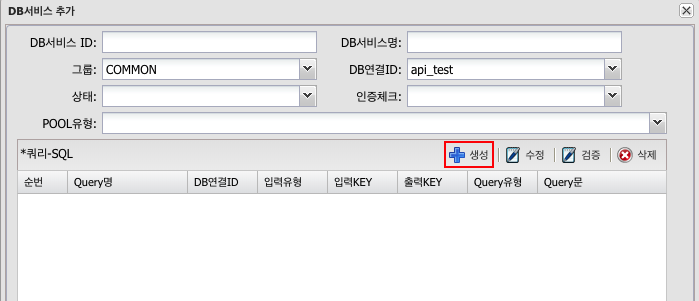 DB서비스 추가
DB서비스 ID: DB서비스명:
그룹: COMMON DB연결ID: api_test
상태: 인증체크:
POOL유형:
*쿼리-SQL 생성 수정 검증 삭제
순번 Query명 DB연결ID 입력유형 입력KEY 출력KEY Query유형 Query문